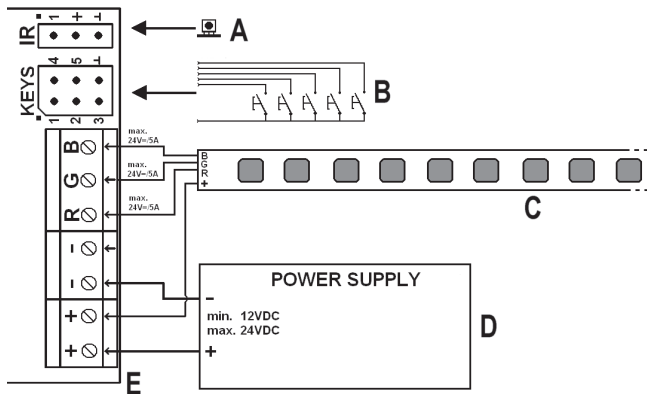 IR
1 + ⊥
A
KEYS
4 5 ⊥
1 2 3
B
max.
24V=/5A
B
max.
24V=/5A
G
max.
24V=/5A
R
B
G
R
+
C
-
-
+
+
POWER SUPPLY
-
min. 12VDC
max. 24VDC
+
D
E